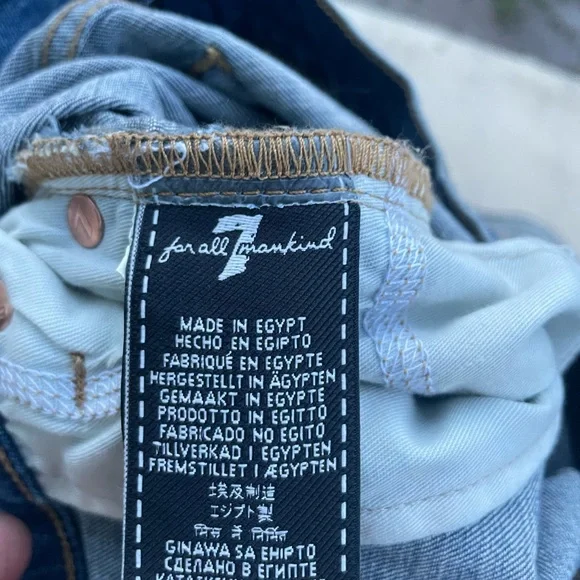 7
for all mankind
MADE IN EGYPT
HECHO EN EGIPTO
FABRIQUÉ EN EGYPTE
HERGESTELLT IN ÄGYPTEN
GEMAAKT IN EGYPTE
PRODOTTO IN EGITTO
FABRICADO NO EGITO
TILLVERKAD I EGYPTEN
FREMSTILLET I ÆGYPTEN
埃及制造
エジプト製
मिस्र में निर्मित
GINAWA SA EHIPTO
СДЕЛАНО В ЕГИПТЕ